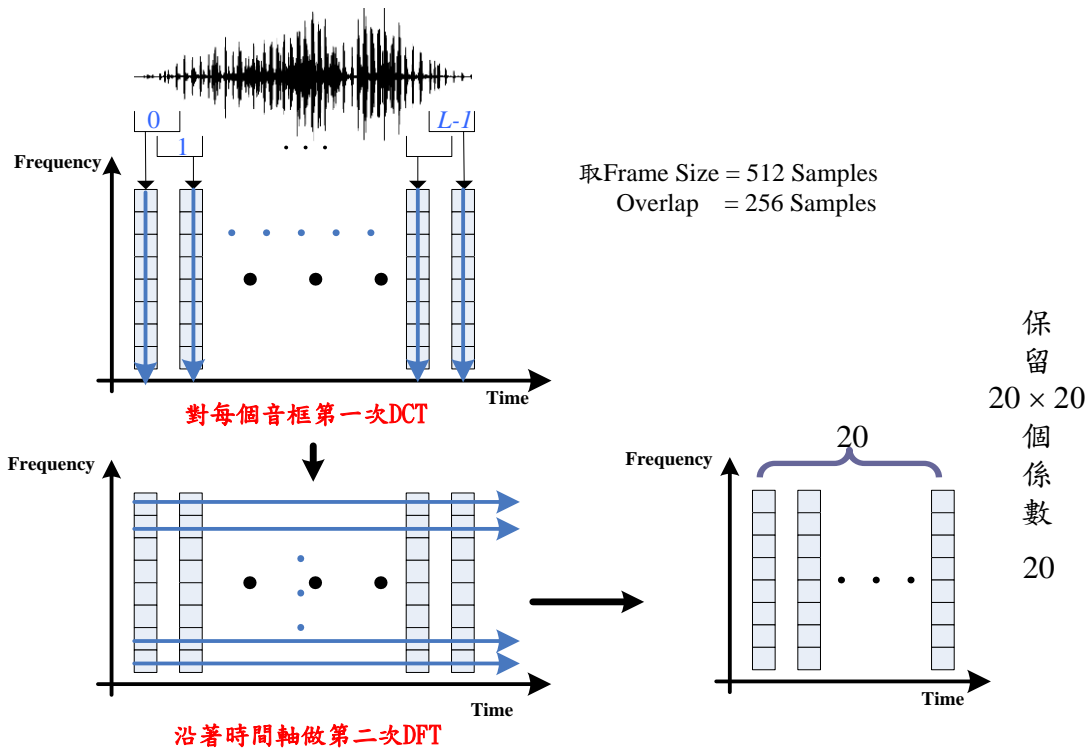 0
L-1
1
. . .
Frequency
取Frame Size = 512 Samples
Overlap = 256 Samples
Time
對每個音框第一次DCT
Frequency
Time
沿著時間軸做第二次DFT
20
Frequency
Time
保
留
20 × 20
個
係
數
20